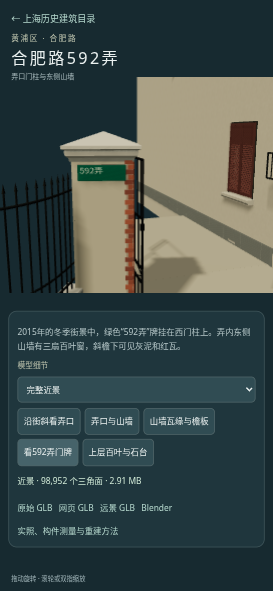 ← 上海历史建筑目录
黄浦区 · 合肥路
合肥路592弄
弄口门柱与东侧山墙
592弄
2015年的冬季街景中，绿色“592弄”牌挂在西门柱上。弄内东侧
山墙有三扇百叶窗，斜檐下可见灰泥和红瓦。
模型细节
完整近景
沿街斜看弄口 弄口与山墙 山墙瓦缘与檐板
看592弄门牌 上层百叶与石台
近景 · 98,952 个三角面 · 2.91 MB
原始 GLB 网页 GLB 远景 GLB Blender
实照、构件测量与重建方法
拖动旋转 · 滚轮或双指缩放